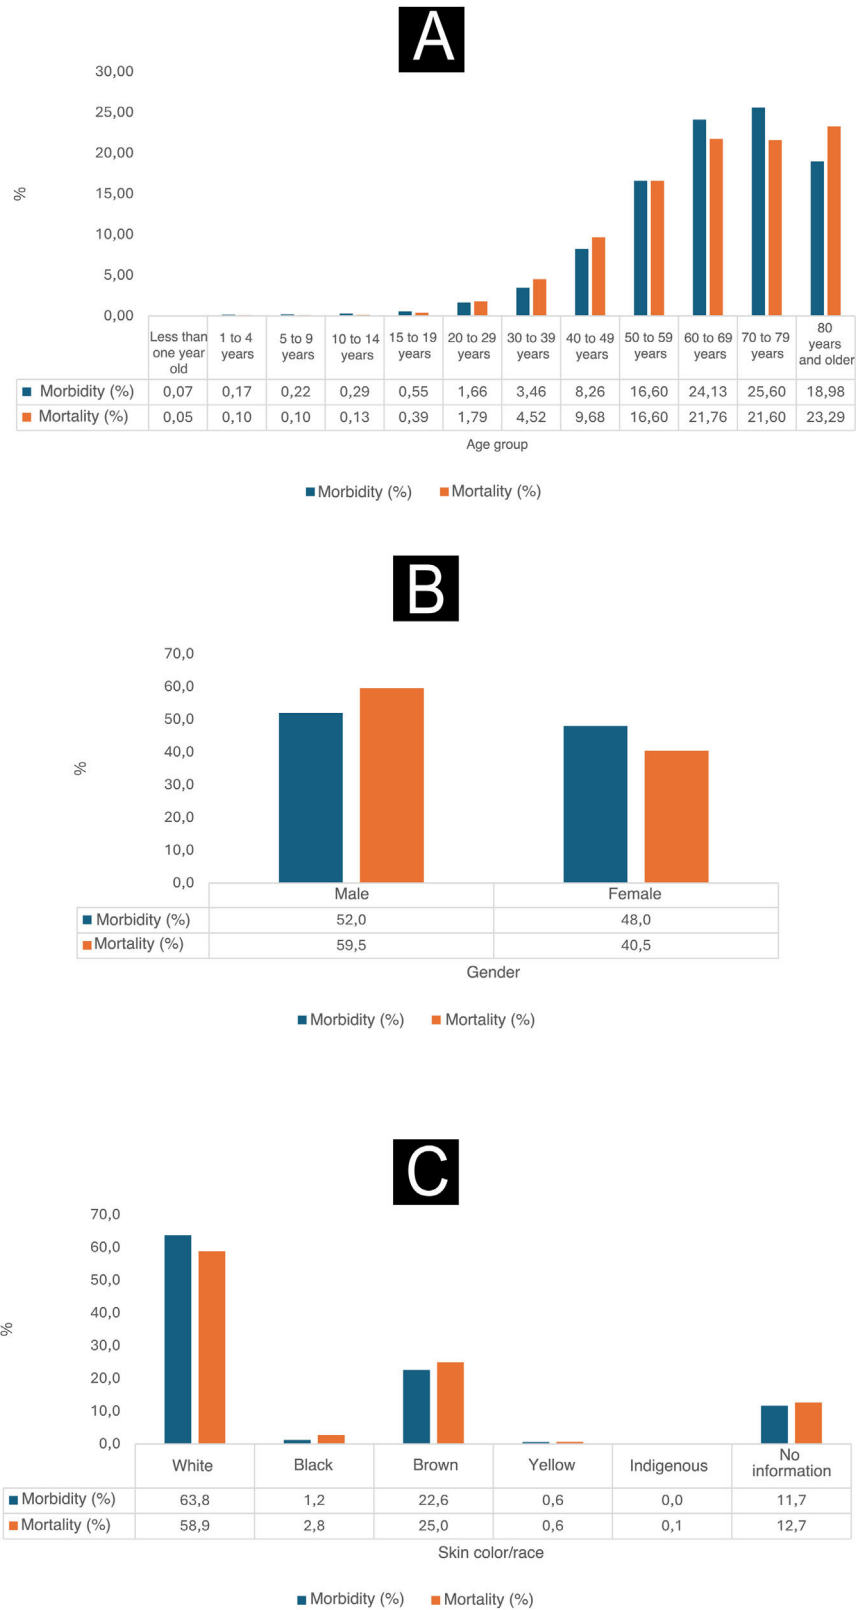 A
30,00
25,00
20,00
15,00
10,00
5,00
0,00
%
Less than one year old 1 to 4 years 5 to 9 years 10 to 14 years 15 to 19 years 20 to 29 years 30 to 39 years 40 to 49 years 50 to 59 years 60 to 69 years 70 to 79 years 80 years and older
Morbidity (%) 0,07 0,17 0,22 0,29 0,55 1,66 3,46 8,26 16,60 24,13 25,60 18,98
Mortality (%) 0,05 0,10 0,10 0,13 0,39 1,79 4,52 9,68 16,60 21,76 21,60 23,29
Age group
Morbidity (%) Mortality (%)
B
70,0
60,0
50,0
40,0
30,0
20,0
10,0
0,0
%
Male Female
Morbidity (%) 52,0 48,0
Mortality (%) 59,5 40,5
Gender
Morbidity (%) Mortality (%)
C
70,0
60,0
50,0
40,0
30,0
20,0
10,0
0,0
%
White Black Brown Yellow Indigenous No information
Morbidity (%) 63,8 1,2 22,6 0,6 0,0 11,7
Mortality (%) 58,9 2,8 25,0 0,6 0,1 12,7
Skin color/race
Morbidity (%) Mortality (%)